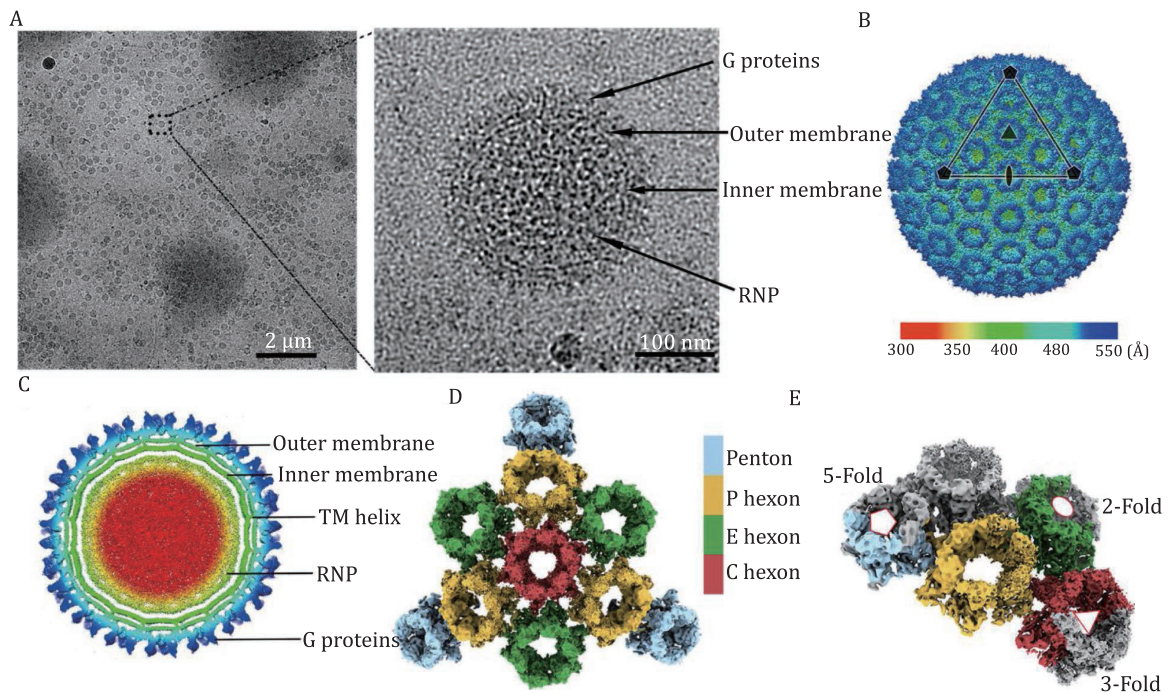 A
B
G proteins
Outer membrane
Inner membrane
RNP
2 μm
100 nm
300 350 400 480 550 (Å)
C
D
E
Outer membrane
Inner membrane
TM helix
RNP
G proteins
Penton
P hexon
E hexon
C hexon
5-Fold
2-Fold
3-Fold